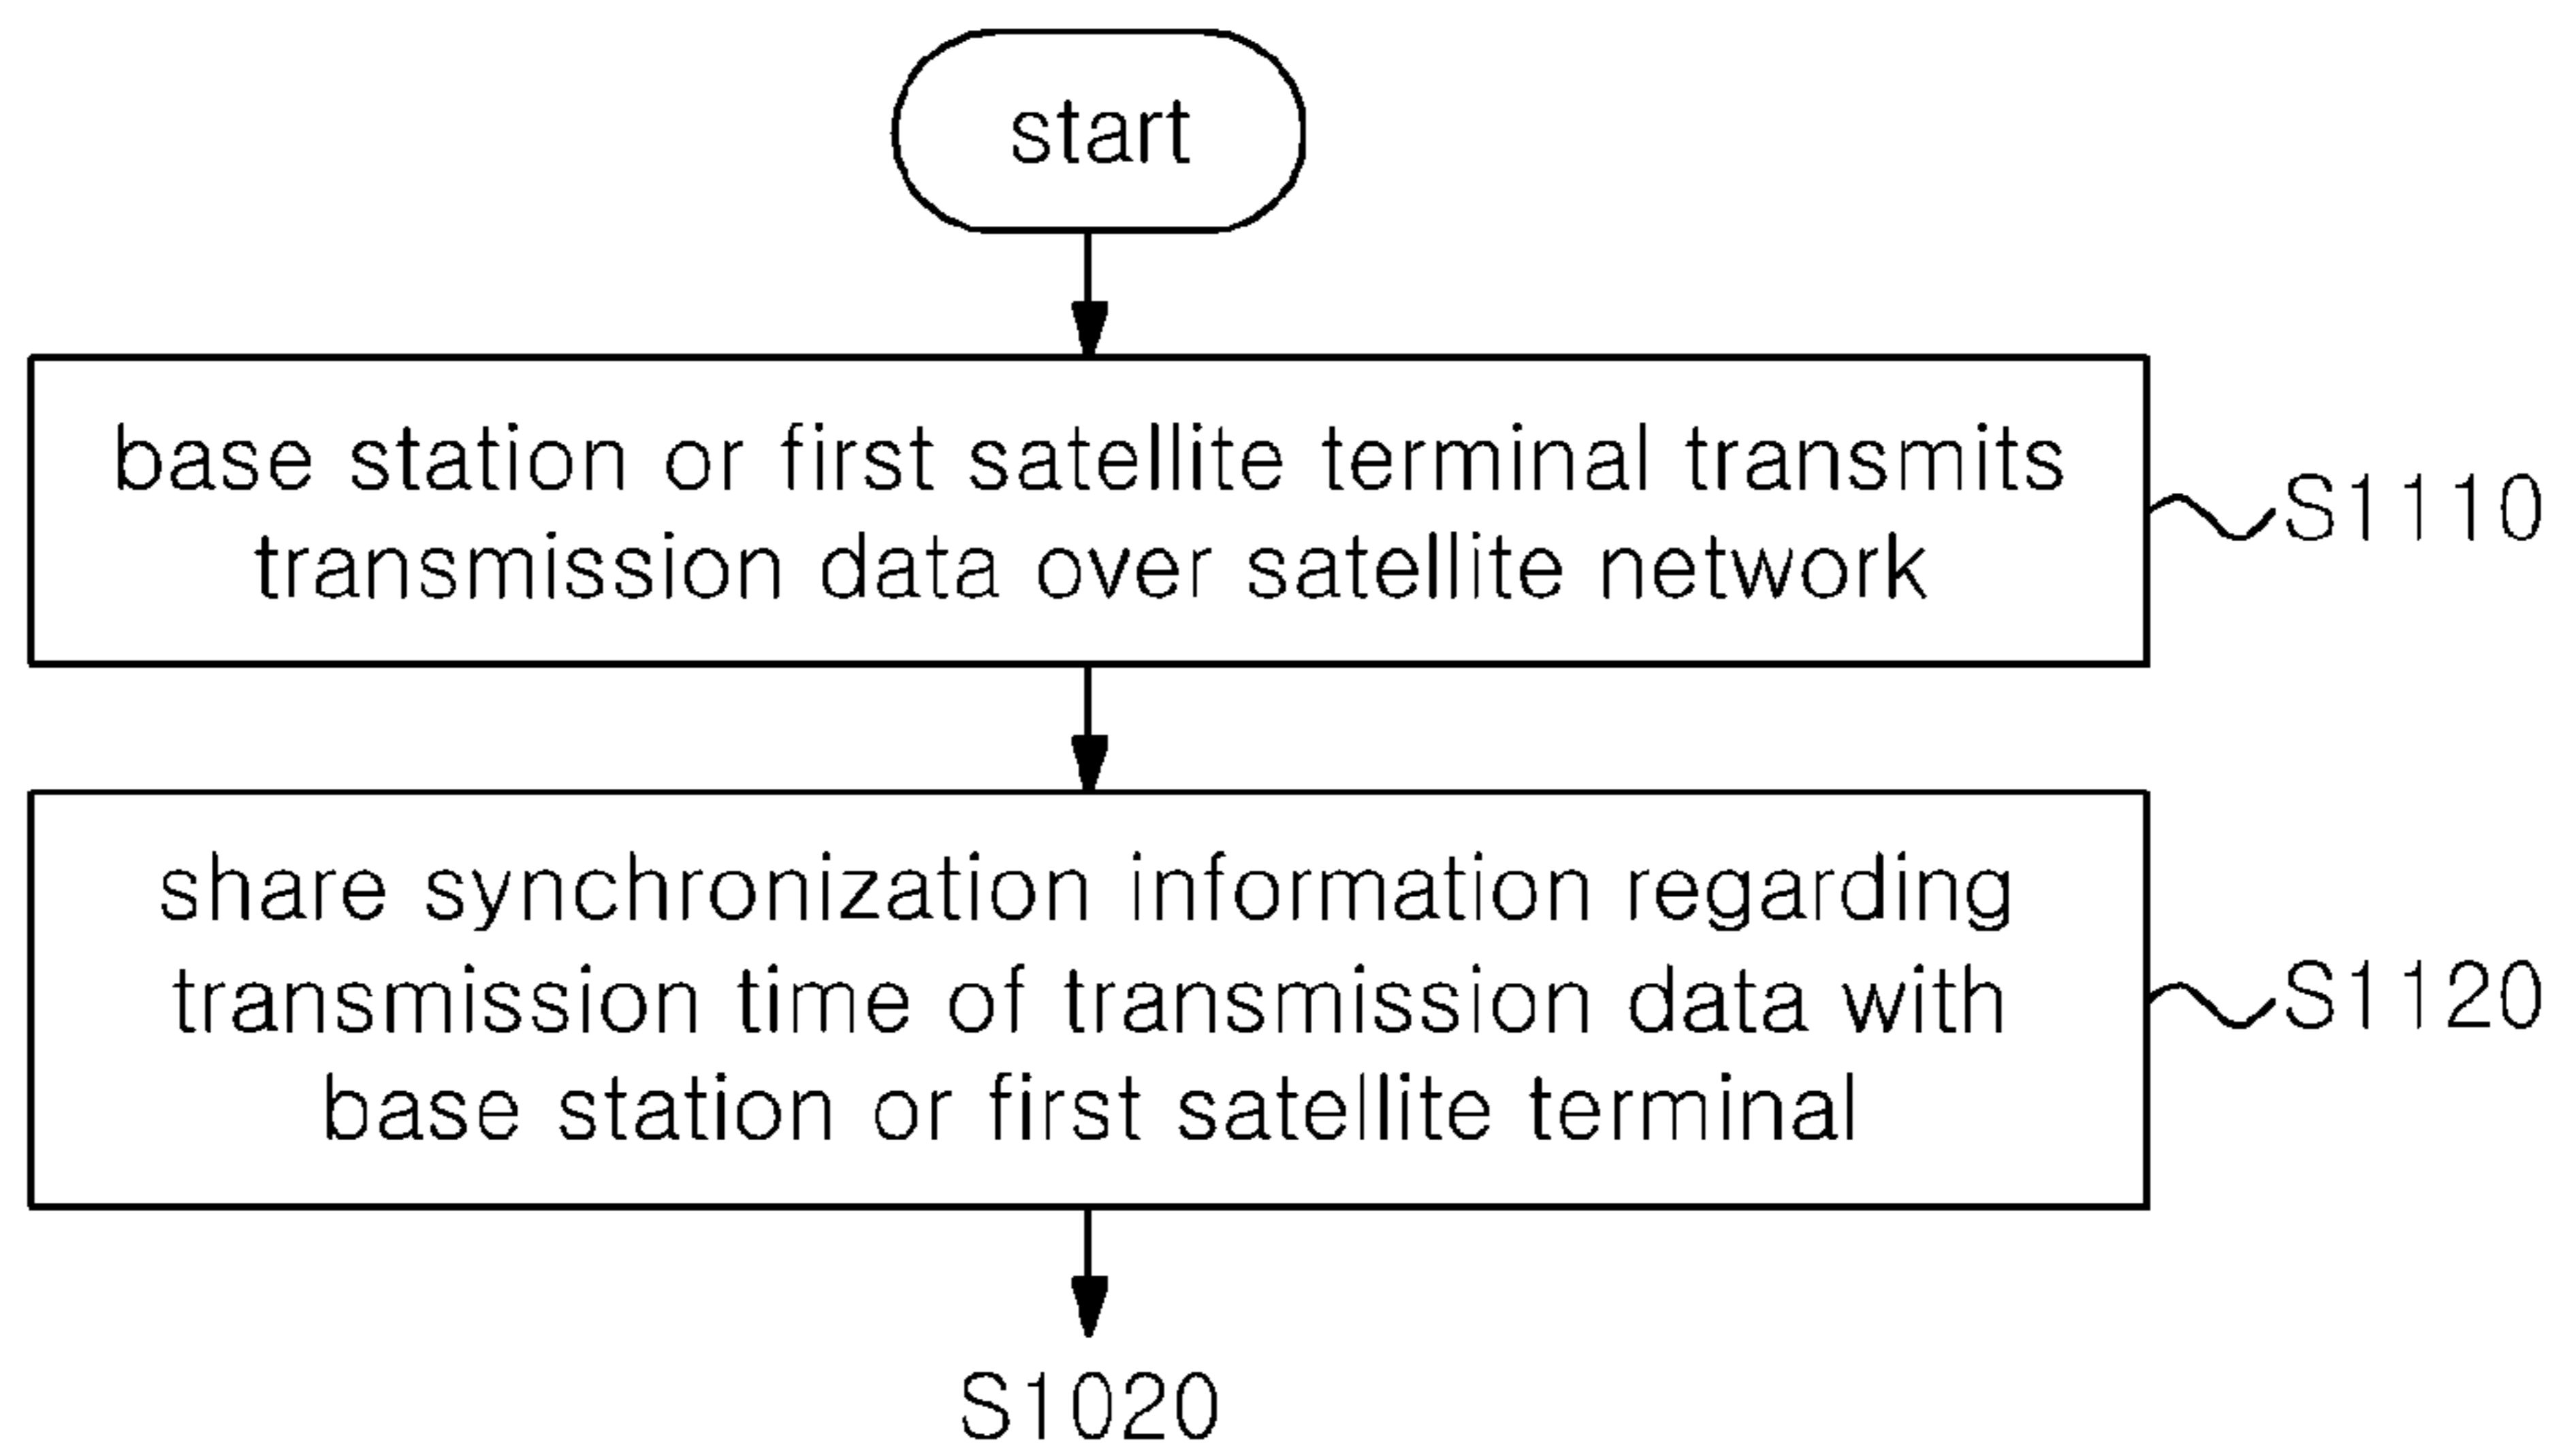 start
base station or first satellite terminal transmits
transmission data over satellite network
S1110
share synchronization information regarding
transmission time of transmission data with
base station or first satellite terminal
S1120
S1020